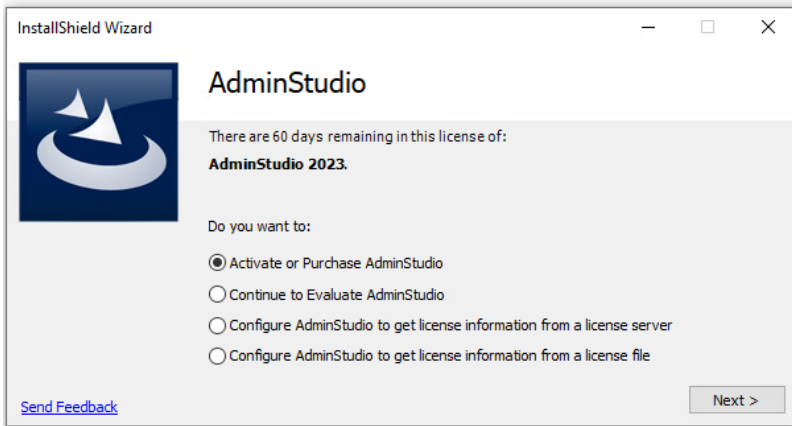 InstallShield Wizard
AdminStudio
There are 60 days remaining in this license of:
AdminStudio 2023.
Do you want to:
Activate or Purchase AdminStudio
Continue to Evaluate AdminStudio
Configure AdminStudio to get license information from a license server
Configure AdminStudio to get license information from a license file
Send Feedback
Next >